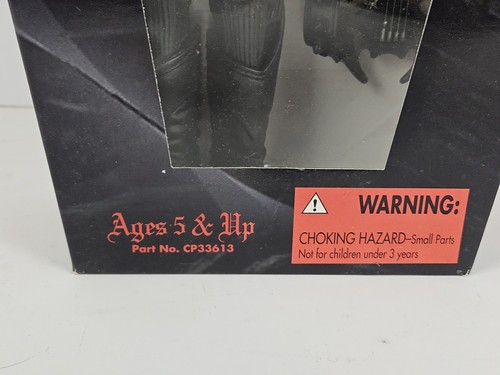 Ages 5 & Up
Part No. CP33613
WARNING:
CHOKING HAZARD–Small Parts
Not for children under 3 years